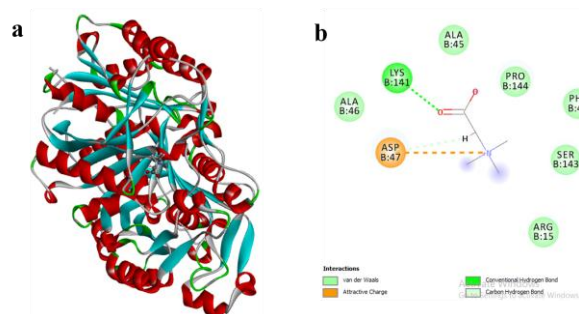 a
b
ALA
B:45
LYS
B:141
PRO
B:144
ALA
B:46
H
ASP
B:47
SER
B:143
ARG
B:15
Interactions
van der Waals
Conventional Hydrogen Bond
Attractive Charge
Carbon Hydrogen Bond